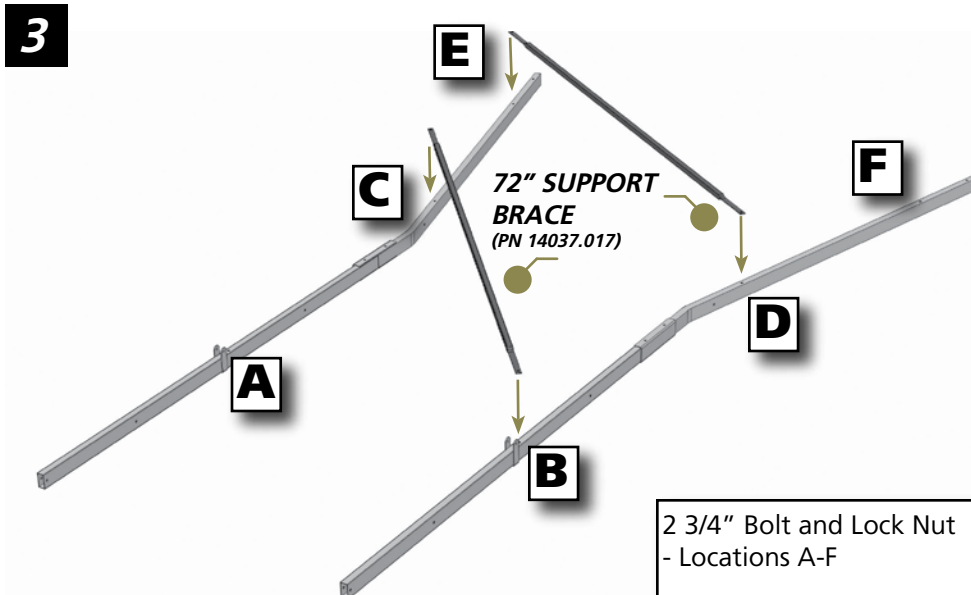 3
E
C
F
72” SUPPORT
BRACE
(PN 14037.017)
D
A
B
2 3/4” Bolt and Lock Nut
- Locations A-F